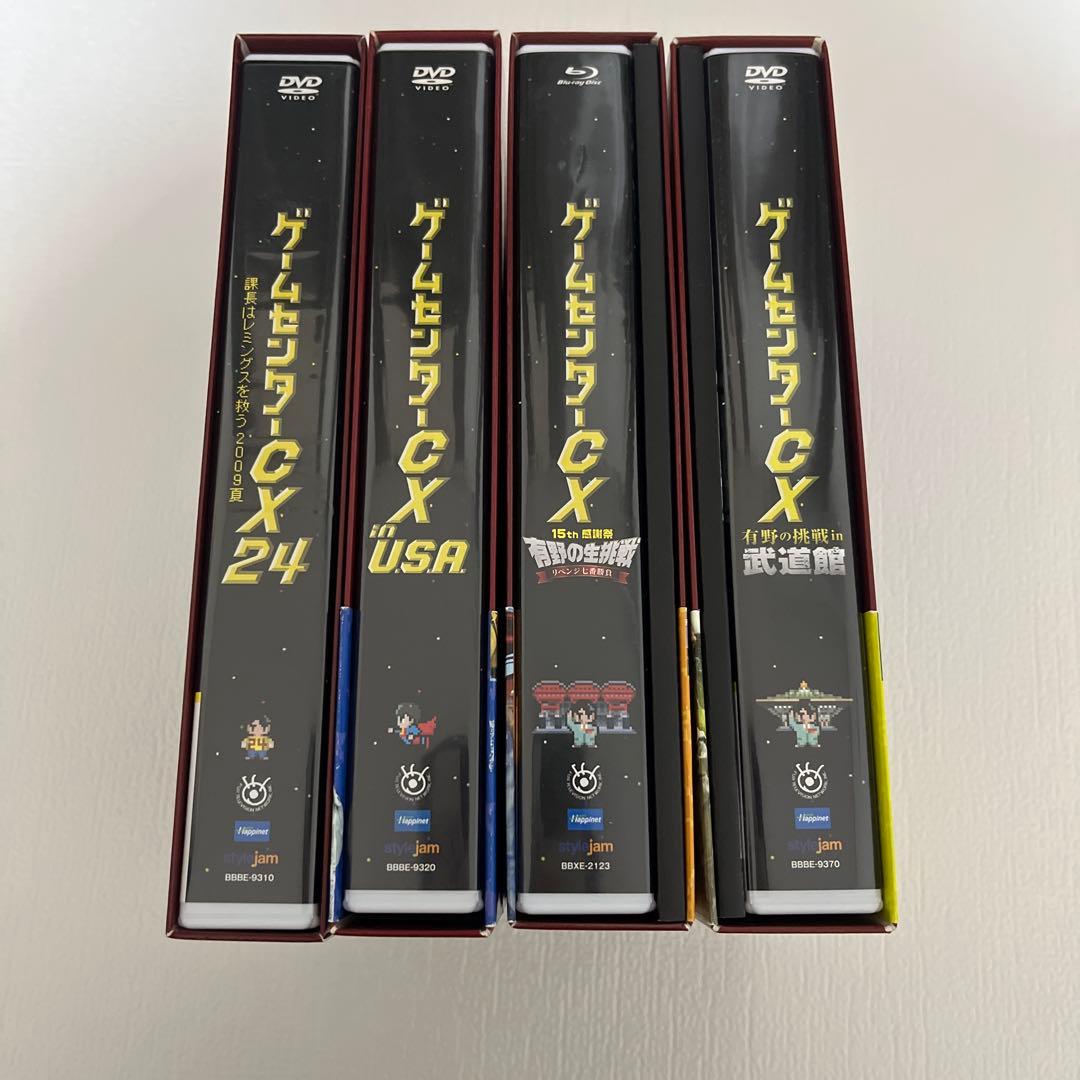 DVD
VIDEO
ゲームセンターCX
24
課長はレミングスを救う 2009夏
Happinet
stylejam
BBBE-9310
DVD
VIDEO
ゲームセンターCX
in
U.S.A.
Happinet
stylejam
BBBE-9320
Blu-ray Disc
ゲームセンターCX
15th 感謝祭
有野の生挑戦
リベンジ七番勝負
Happinet
stylejam
BBXE-2123
DVD
VIDEO
ゲームセンターCX
有野の挑戦 in
武道館
Happinet
stylejam
BBBE-9370